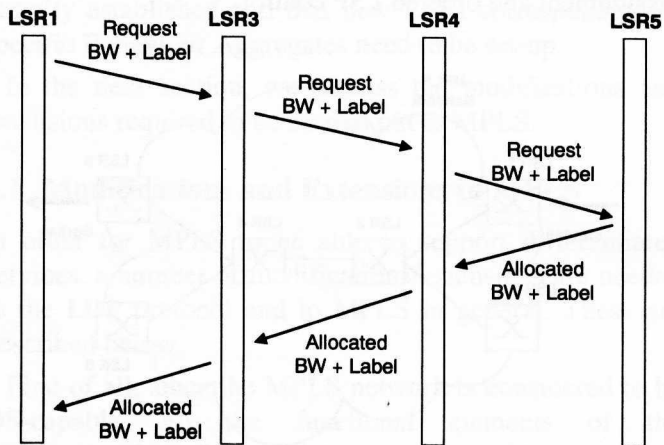 LSR1 LSR3 LSR4 LSR5
Request
BW + Label
Request
BW + Label
Request
BW + Label
Allocated
BW + Label
Allocated
BW + Label
Allocated
BW + Label